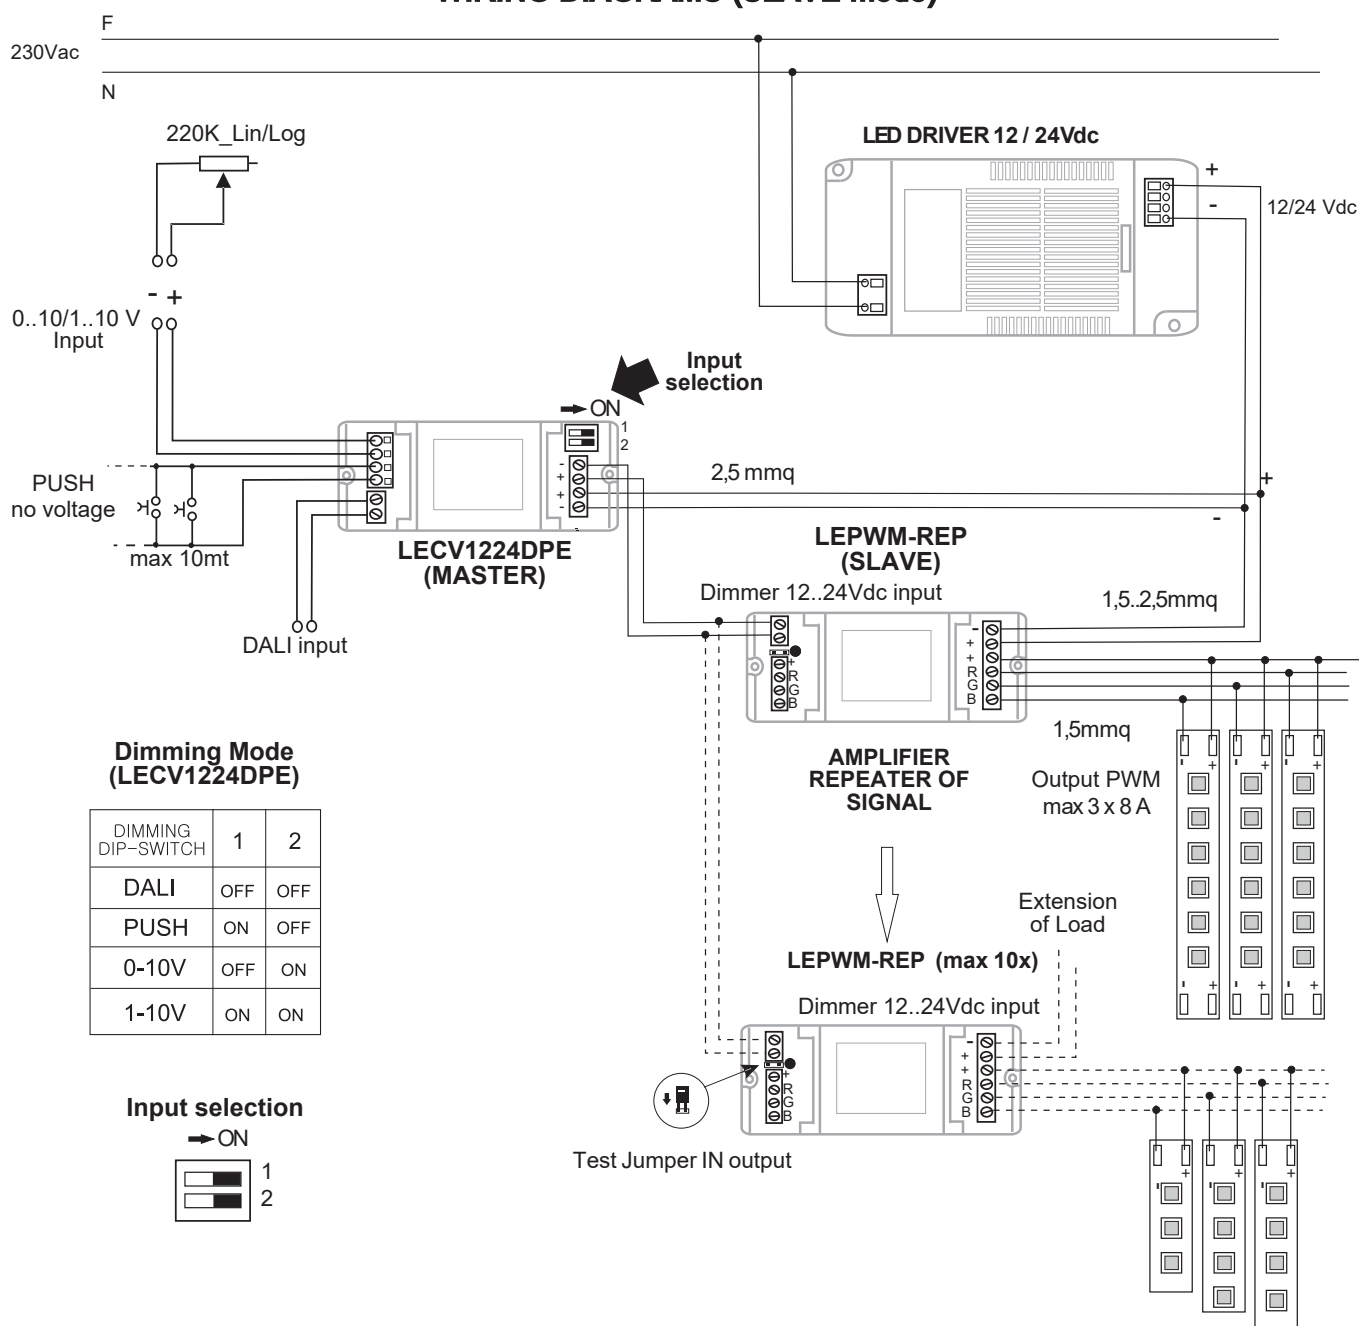 WIRING DIAGRAMS (SLAVE mode)
F
230Vac
N
220K_Lin/Log
LED DRIVER 12 / 24Vdc
+
-
12/24 Vdc
- +
0..10/1..10 V
Input
Input
selection
ON
1
2
PUSH
no voltage
max 10mt
-
+
+
-
2,5 mmq
+
-
LECV1224DPE
(MASTER)
DALI input
LEPWM-REP
(SLAVE)
Dimmer 12..24Vdc input
1,5..2,5mmq
+
R
G
B
-
+
+
R
G
B
1,5mmq
Output PWM
max 3 x 8 A
AMPLIFIER
REPEATER OF
SIGNAL
- + - + - +
- + - + - +
Dimming Mode
(LECV1224DPE)
DIMMING
DIP-SWITCH 1 2
DALI OFF OFF
PUSH ON OFF
0-10V OFF ON
1-10V ON ON
Extension
of Load
LEPWM-REP (max 10x)
Dimmer 12..24Vdc input
+
R
G
B
-
+
+
R
G
B
Test Jumper IN output
- + - + - +
Input selection
ON
1
2